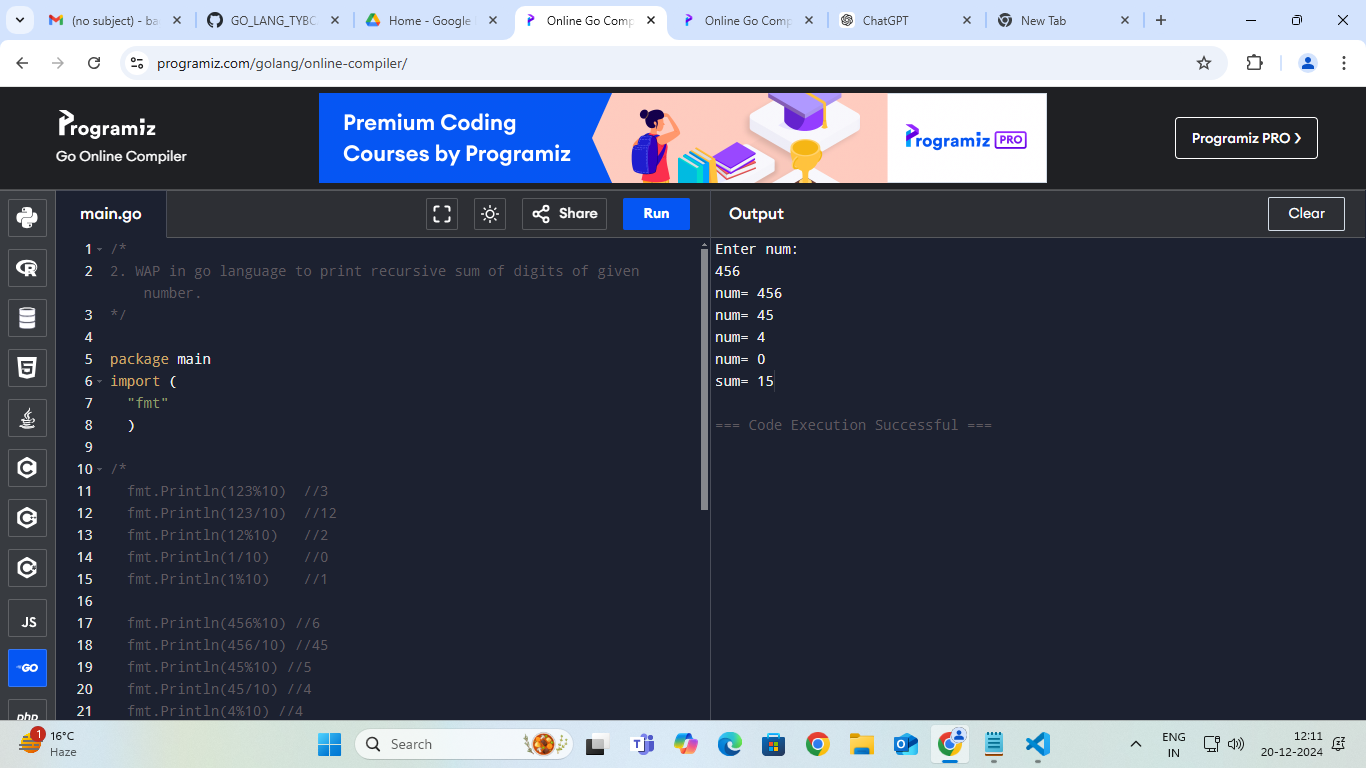 (no subject) - ba
GO_LANG_TYBC
Home - Google
Online Go Comp
Online Go Comp
ChatGPT
New Tab
programiz.com/golang/online-compiler/
Programiz
Go Online Compiler
Premium Coding
Courses by Programiz
Programiz PRO
Programiz PRO ❯
main.go
Share
Run
Output
Clear
1 /*
2 2. WAP in go language to print recursive sum of digits of given
number.
3 */
4
5 package main
6 import (
7 "fmt"
8 )
9
10 /*
11 fmt.Println(123%10) //3
12 fmt.Println(123/10) //12
13 fmt.Println(12%10) //2
14 fmt.Println(1/10) //0
15 fmt.Println(1%10) //1
16
17 fmt.Println(456%10) //6
18 fmt.Println(456/10) //45
19 fmt.Println(45%10) //5
20 fmt.Println(45/10) //4
21 fmt.Println(4%10) //4
Enter num:
456
num= 456
num= 45
num= 4
num= 0
sum= 15
=== Code Execution Successful ===
JS
GO
php
1
16°C
Haze
Search
ENG
IN
12:11
20-12-2024